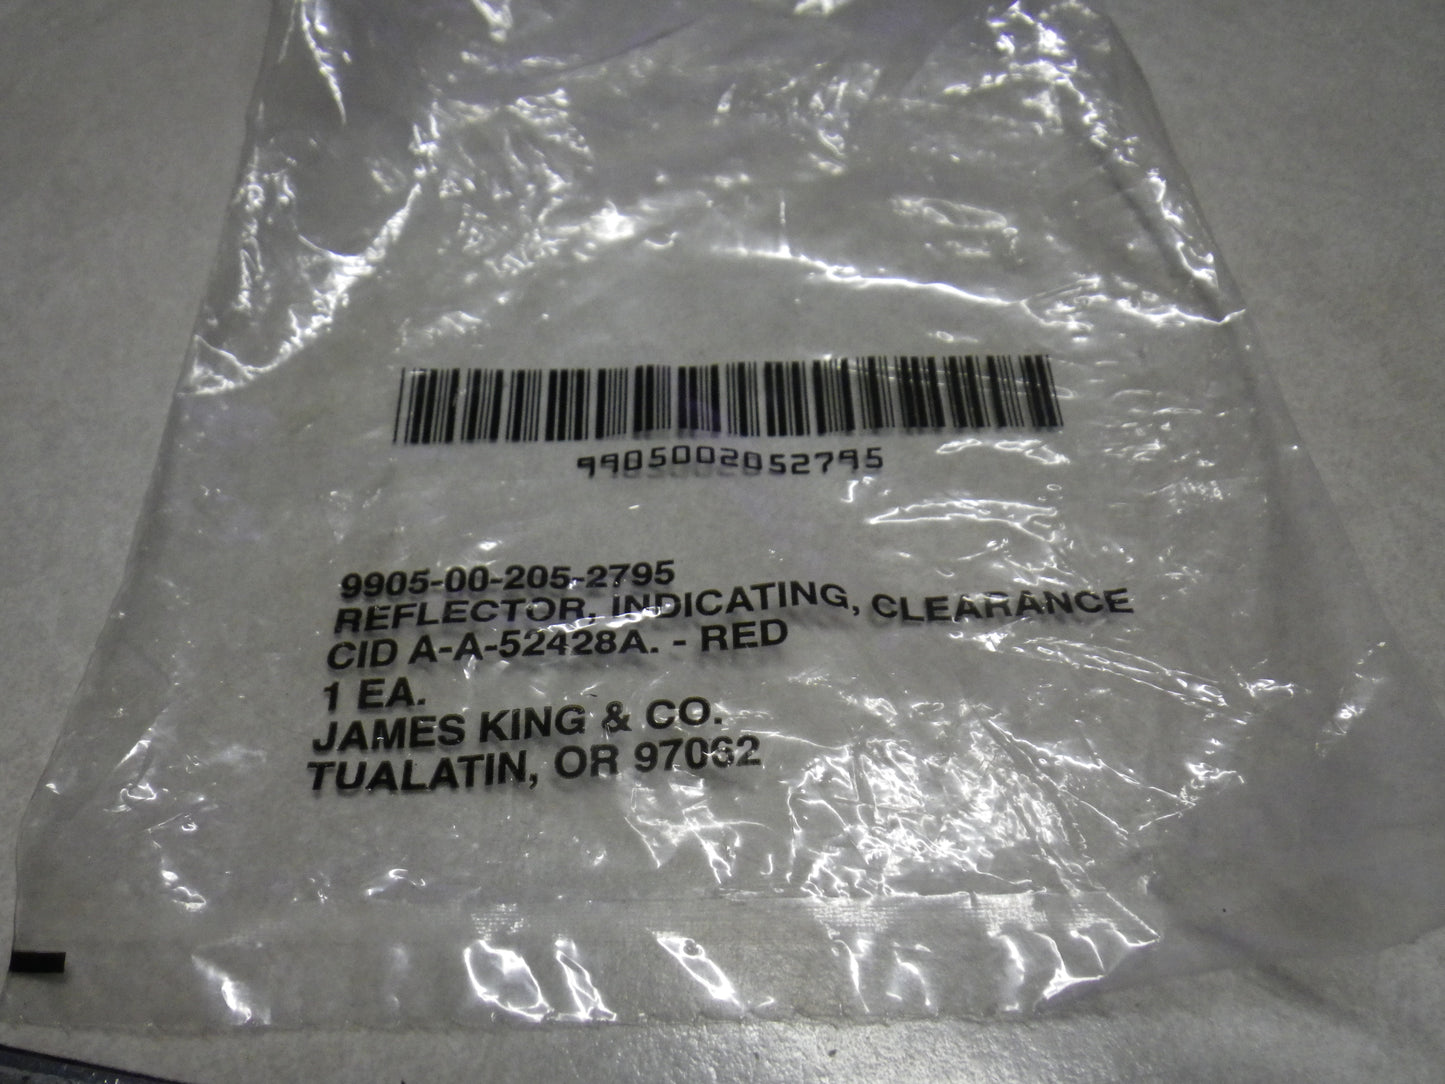 9905002052795
9905-00-205-2795
REFLECTOR, INDICATING, CLEARANCE
CID A-A-52428A. - RED
1 EA.
JAMES KING & CO.
TUALATIN, OR 97062